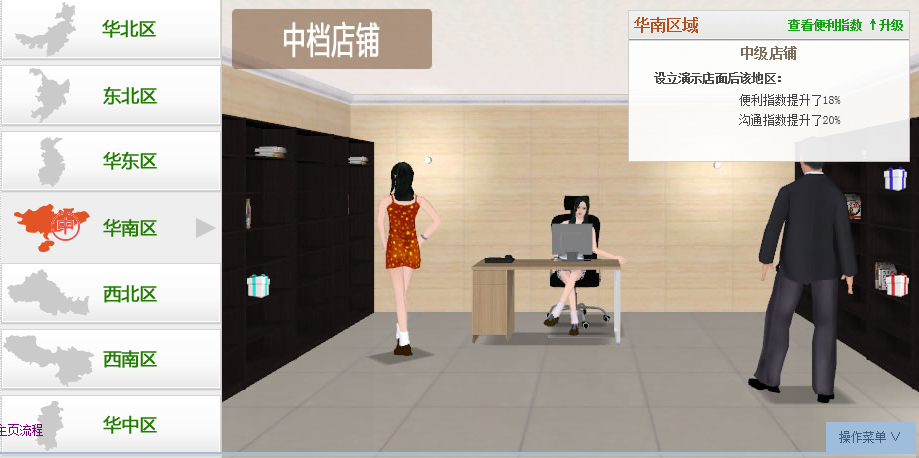 华北区
东北区
华东区
中
华南区
西北区
西南区
华中区
主页流程
中档店铺
华南区域
查看便利指数 ↑升级
中级店铺
设立演示店面后该地区:
便利指数提升了18%
沟通指数提升了20%
操作菜单 ∨